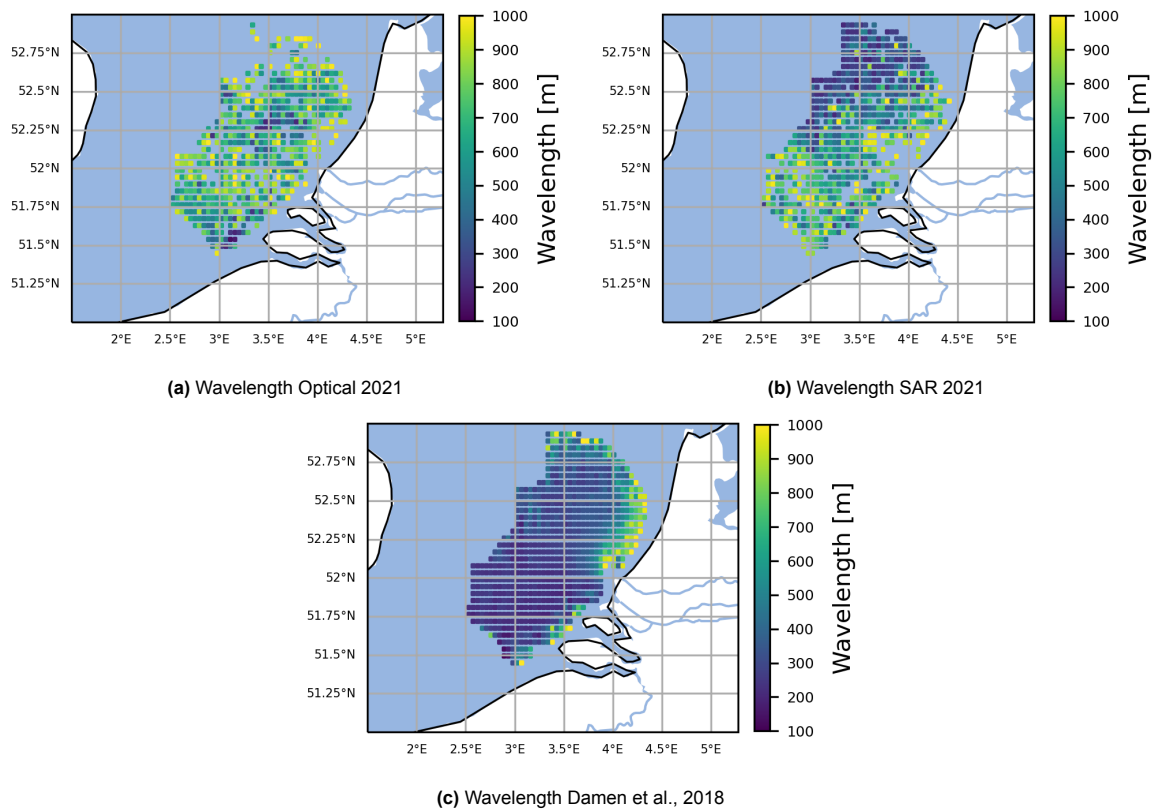 52.75°N
52.5°N
52.25°N
52°N
51.75°N
51.5°N
51.25°N
2°E 2.5°E 3°E 3.5°E 4°E 4.5°E 5°E
1000
900
800
700
600
500
400
300
200
100
Wavelength [m]
(a) Wavelength Optical 2021
52.75°N
52.5°N
52.25°N
52°N
51.75°N
51.5°N
51.25°N
2°E 2.5°E 3°E 3.5°E 4°E 4.5°E 5°E
1000
900
800
700
600
500
400
300
200
100
Wavelength [m]
(b) Wavelength SAR 2021
52.75°N
52.5°N
52.25°N
52°N
51.75°N
51.5°N
51.25°N
2°E 2.5°E 3°E 3.5°E 4°E 4.5°E 5°E
1000
900
800
700
600
500
400
300
200
100
Wavelength [m]
(c) Wavelength Damen et al., 2018